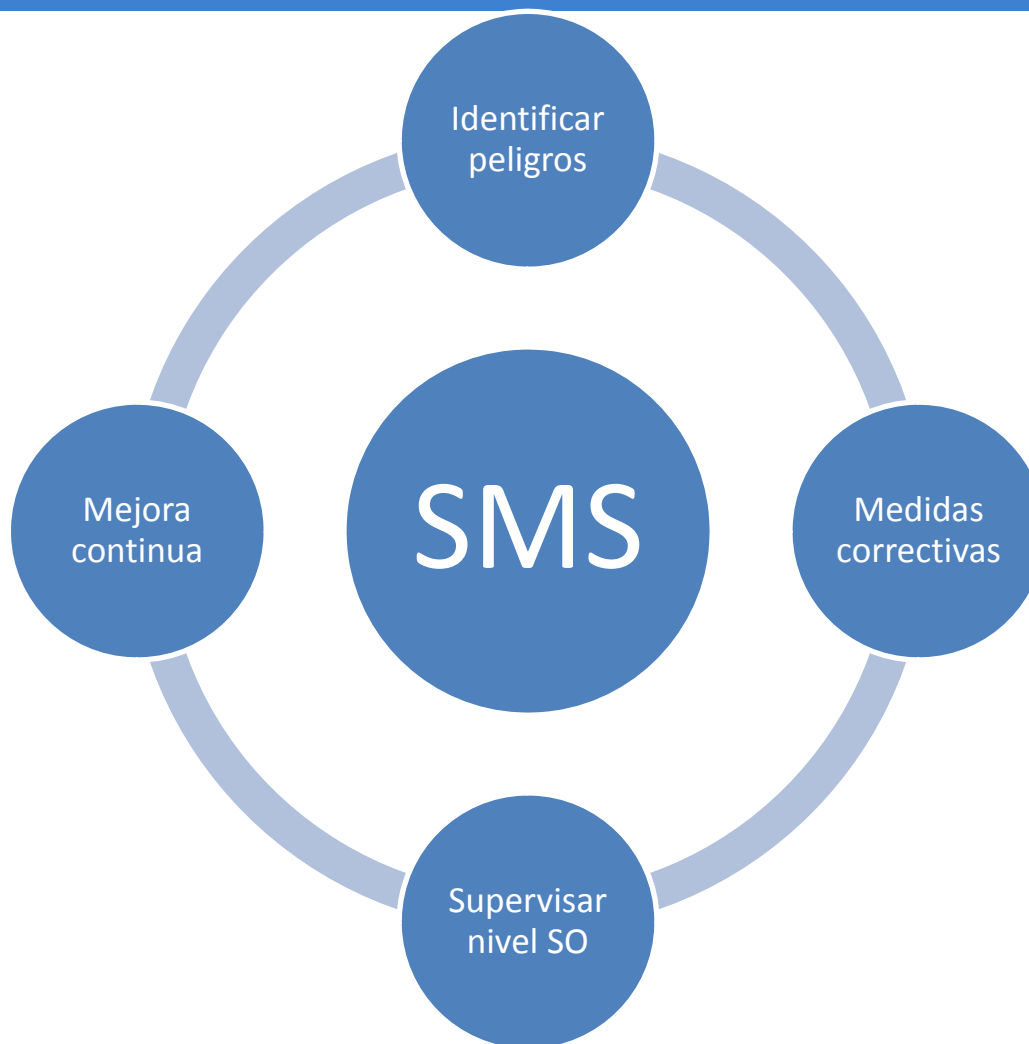 Identificar
peligros
SMS
Mejora
continua
Medidas
correctivas
Supervisar
nivel SO